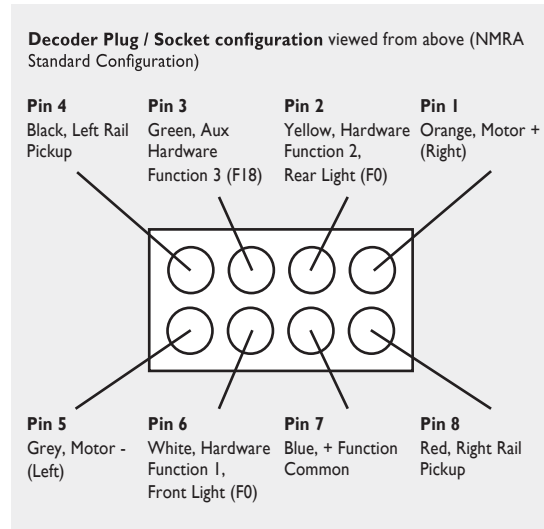 Decoder Plug / Socket configuration viewed from above (NMRA
Standard Configuration)
Pin 4
Black, Left Rail
Pickup
Pin 3
Green, Aux
Hardware
Function 3 (F18)
Pin 2
Yellow, Hardware
Function 2,
Rear Light (F0)
Pin 1
Orange, Motor +
(Right)
Pin 5
Grey, Motor -
(Left)
Pin 6
White, Hardware
Function 1,
Front Light (F0)
Pin 7
Blue, + Function
Common
Pin 8
Red, Right Rail
Pickup